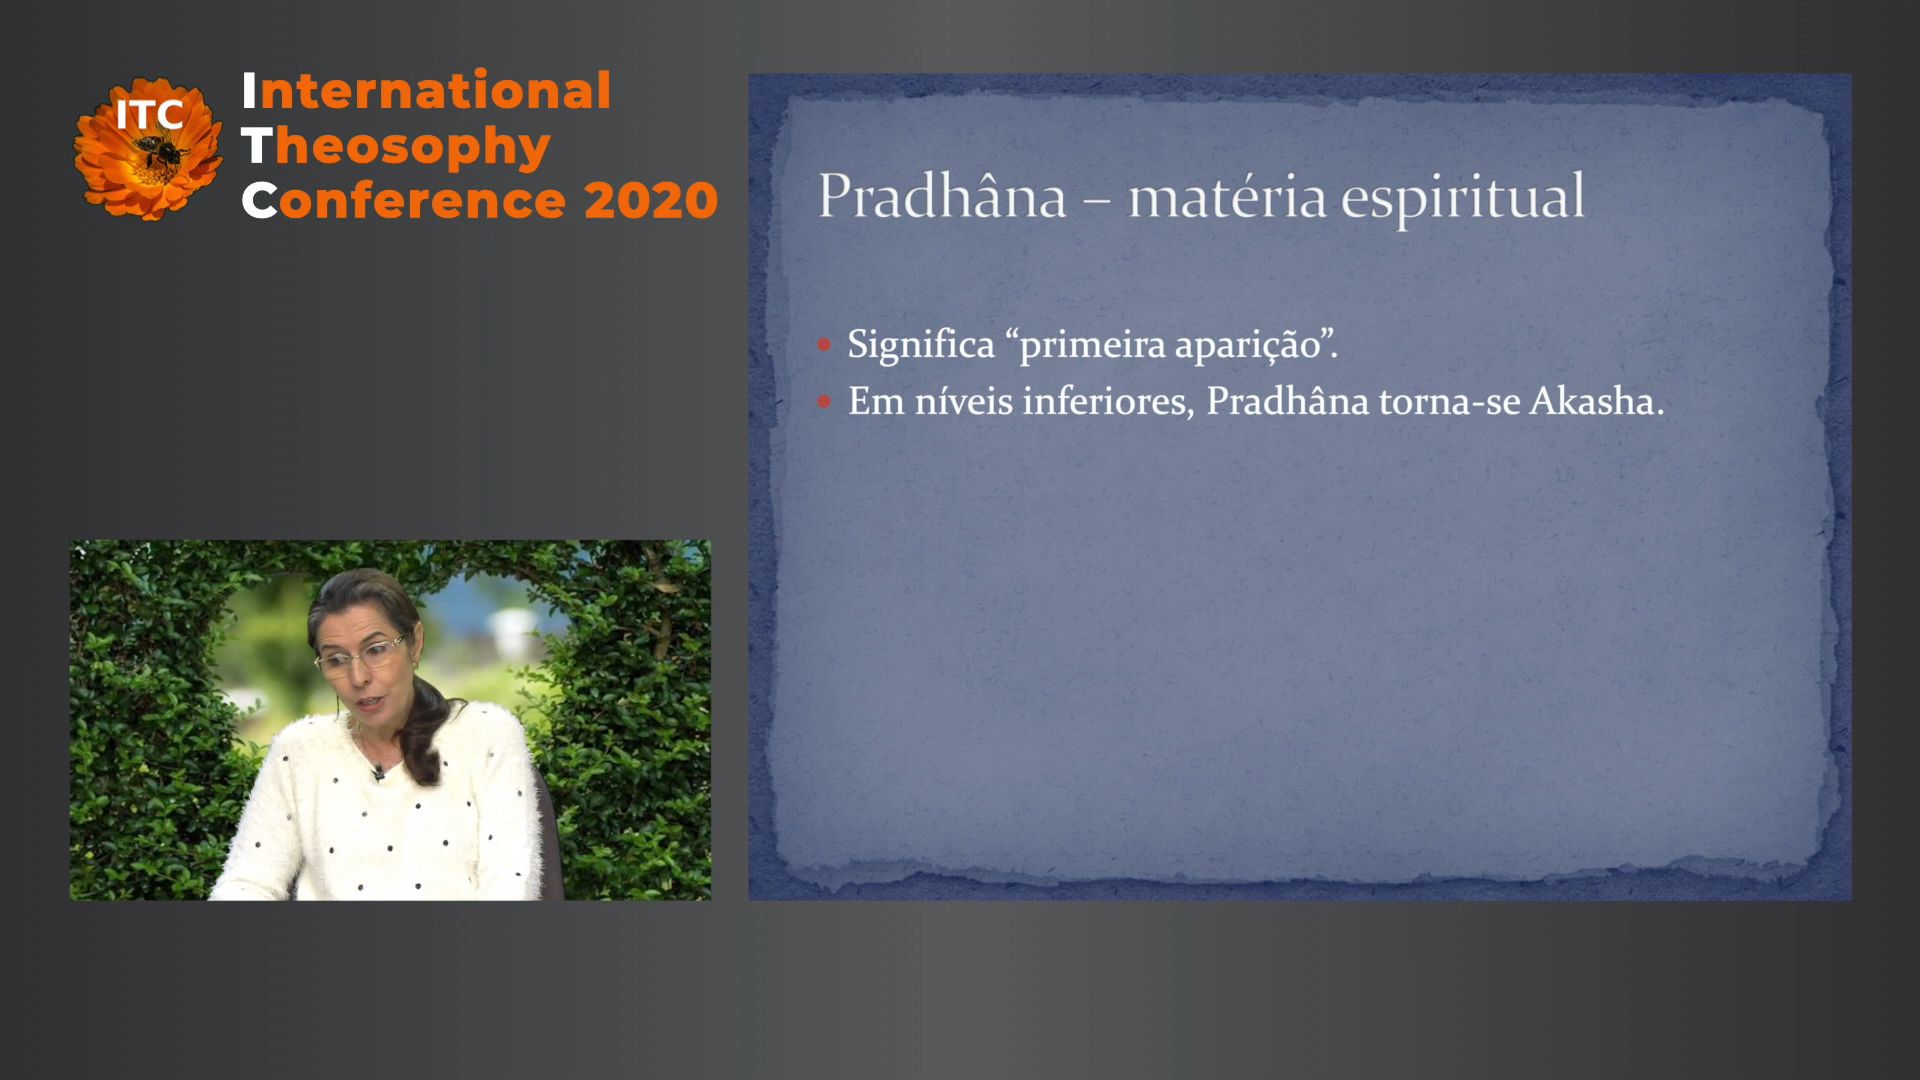 ITC
International
Theosophy
Conference 2020
Pradhâna – matéria espiritual
• Significa “primeira aparição”.
• Em níveis inferiores, Pradhâna torna-se Akasha.